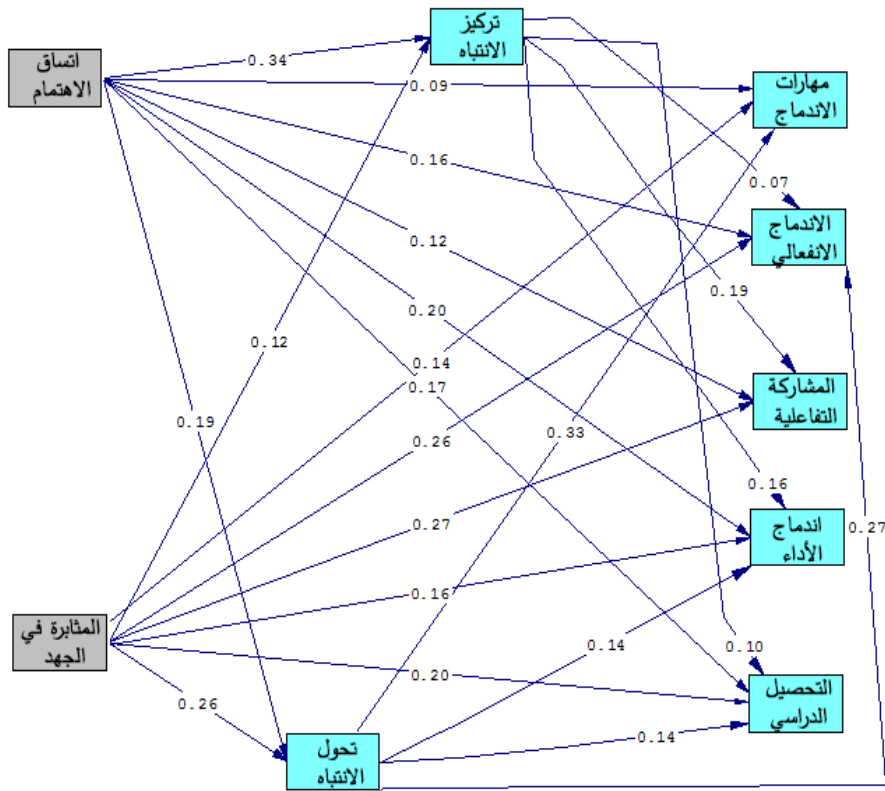 تركيز
الانتباه
اتساق
الاهتمام
0.34
0.09
مهارات
الاندماج
0.16
0.07
الاندماج
الانفعالي
0.12
0.19
0.20
0.12
0.14
0.17
المشاركة
التفاعلية
0.19
0.33
0.26
0.16
0.27
0.27
اندماج
الأداء
0.16
المثابرة في
الجهد
0.14
0.10
0.20
0.26
التحصيل
الدراسي
0.14
تحول
الانتباه